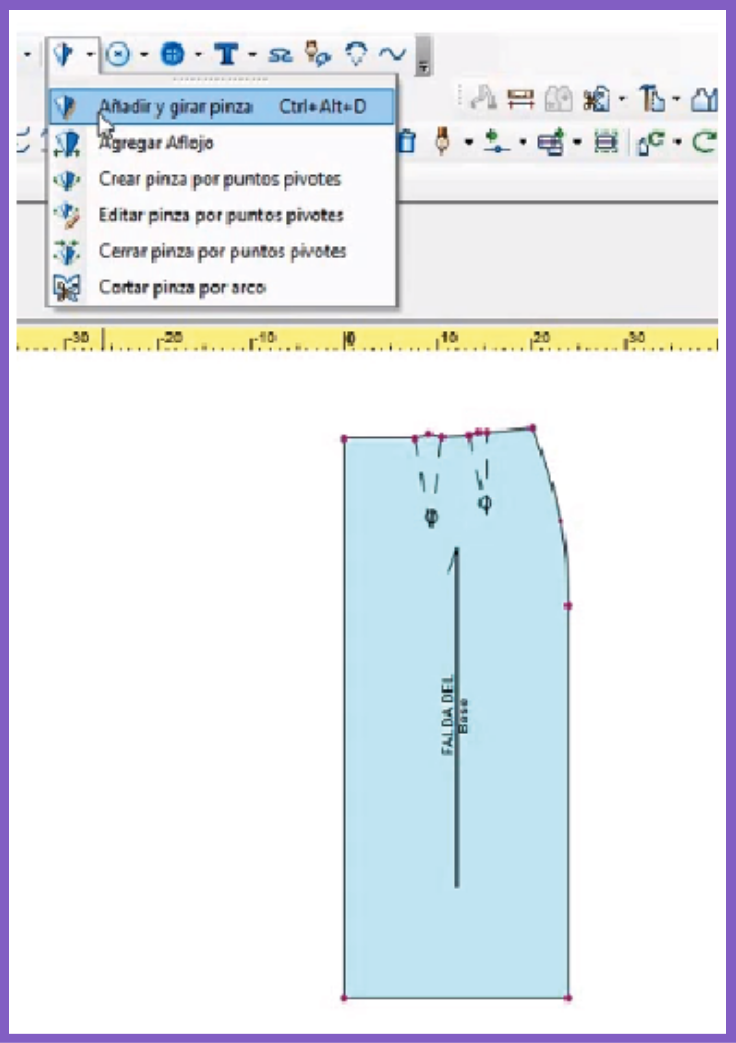 Añadir y girar pinza Ctrl+Alt+D
Agregar Aflojo
Crear pinza por puntos pivotes
Editar pinza por puntos pivotes
Cerrar pinza por puntos pivotes
Cortar pinza por arco
-30 -20 -10 0 10 20 30
FALDA DEL
Base